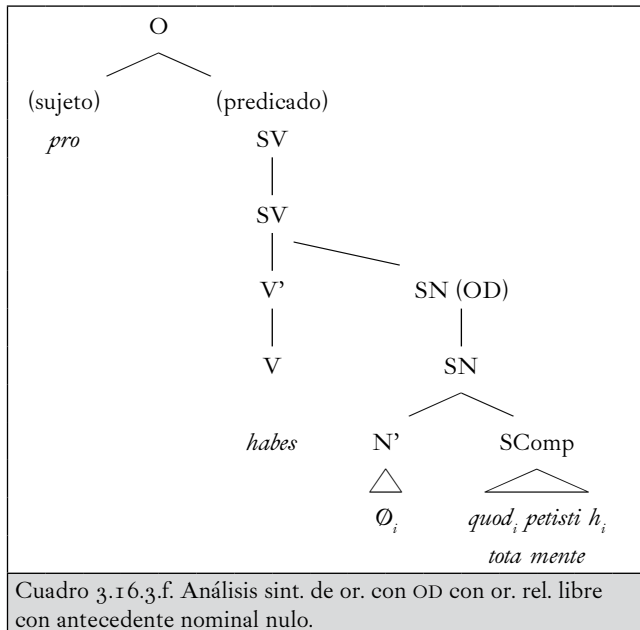 O
(sujeto) (predicado)
pro SV
SV
V' SN (OD)
V SN
habes N' SComp
Ø_i quod_i petisti h_i
tota mente
Cuadro 3.16.3.f. Análisis sint. de or. con OD con or. rel. libre
con antecedente nominal nulo.